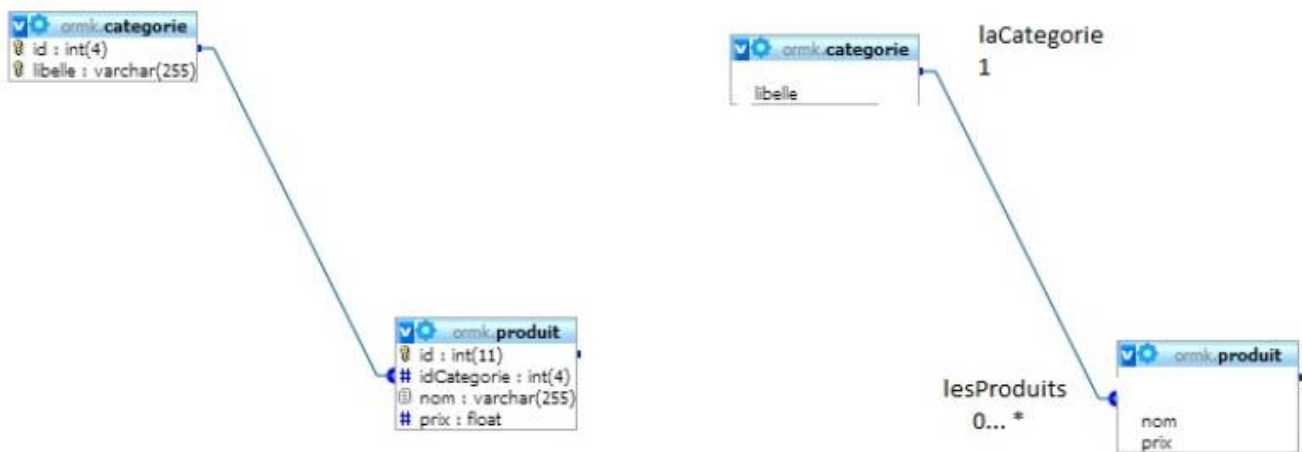 ormk.categorie
id : int(4)
libelle : varchar(255)
ormk.produit
id : int(11)
# idCategorie : int(4)
nom : varchar(255)
# prix : float
laCategorie
1
ormk.categorie
libelle
lesProduits
0... *
ormk.produit
nom
prix